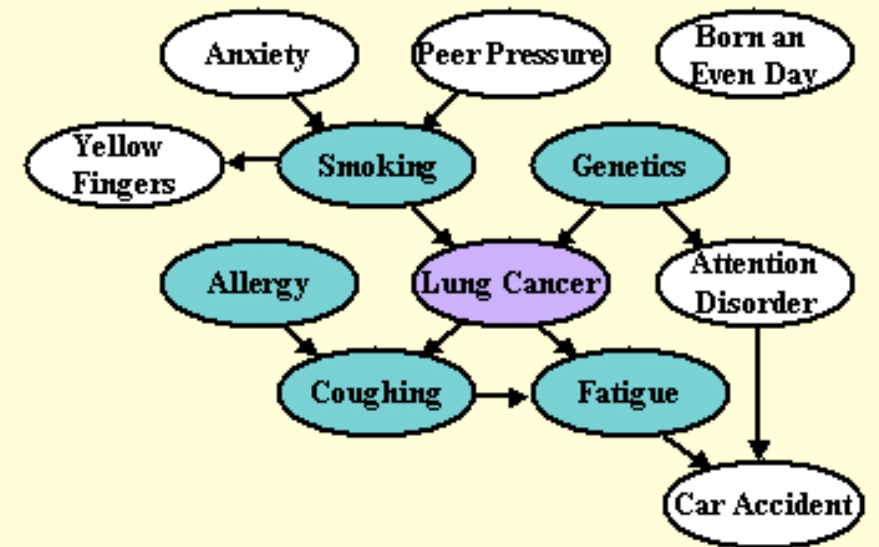 Anxiety
Peer Pressure
Born an
Even Day
Yellow
Fingers
Smoking
Genetics
Allergy
Lung Cancer
Attention
Disorder
Coughing
Fatigue
Car Accident